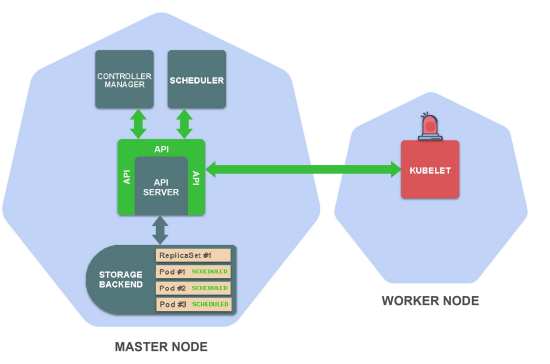 CONTROLLER
MANAGER
SCHEDULER
API
API
API
SERVER
API
KUBELET
STORAGE
BACKEND
ReplicaSet #1
Pod #1 SCHEDULED
Pod #2 SCHEDULED
Pod #3 SCHEDULED
WORKER NODE
MASTER NODE